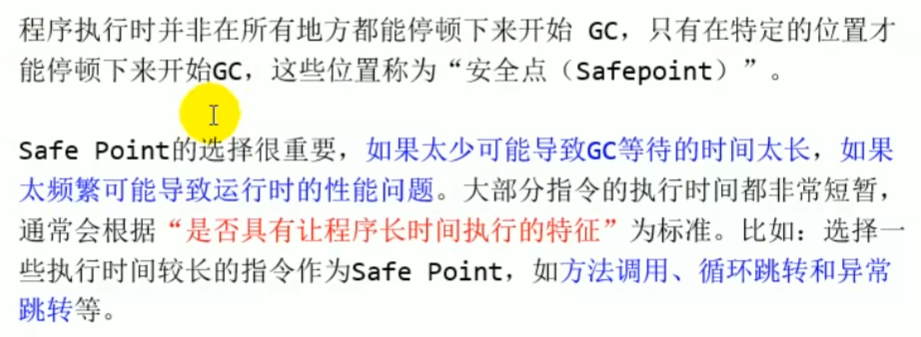 程序执行时并非在所有地方都能停顿下来开始 GC，只有在特定的位置才
能停顿下来开始GC，这些位置称为“安全点（Safepoint）”。
Safe Point的选择很重要，如果太少可能导致GC等待的时间太长，如果
太频繁可能导致运行时的性能问题。大部分指令的执行时间都非常短暂，
通常会根据“是否具有让程序长时间执行的特征”为标准。比如：选择一
些执行时间较长的指令作为Safe Point，如方法调用、循环跳转和异常
跳转等。